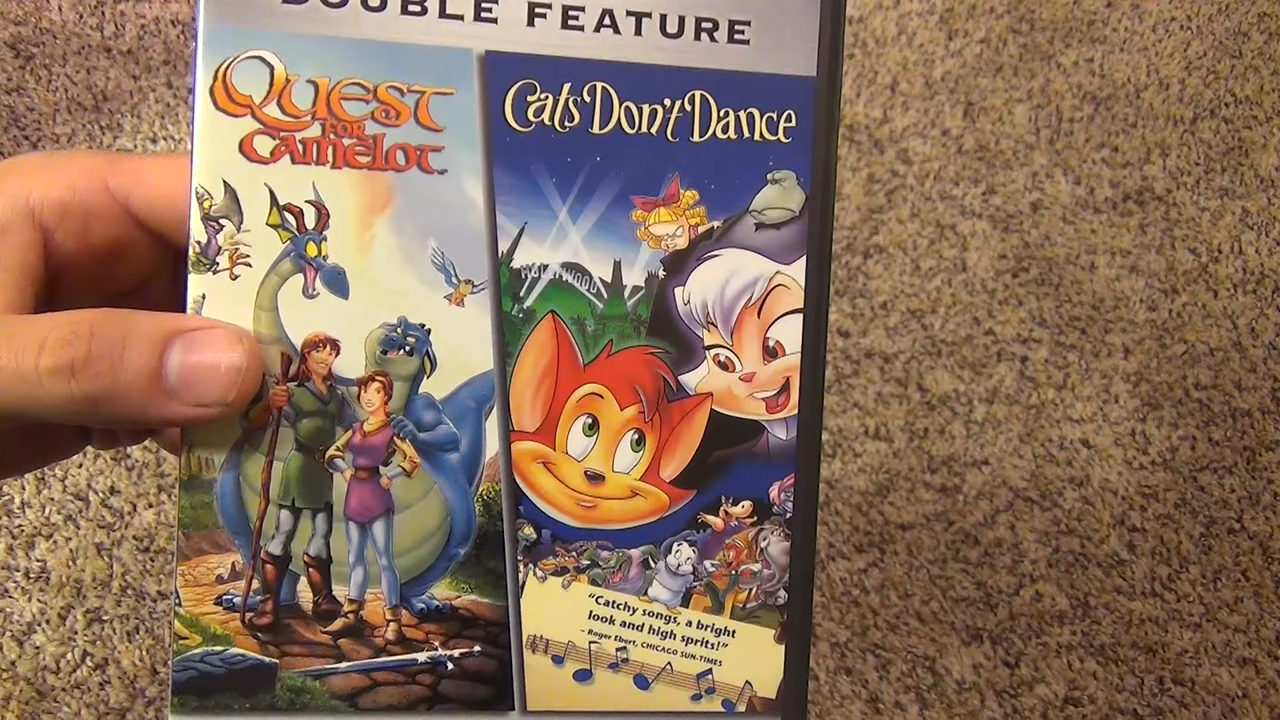 DOUBLE FEATURE
QUEST
FOR
CAMELOT
Cats Don't Dance
HOLLYWOOD
"Catchy songs, a bright
look and high sprits!"
– Roger Ebert, CHICAGO SUN-TIMES